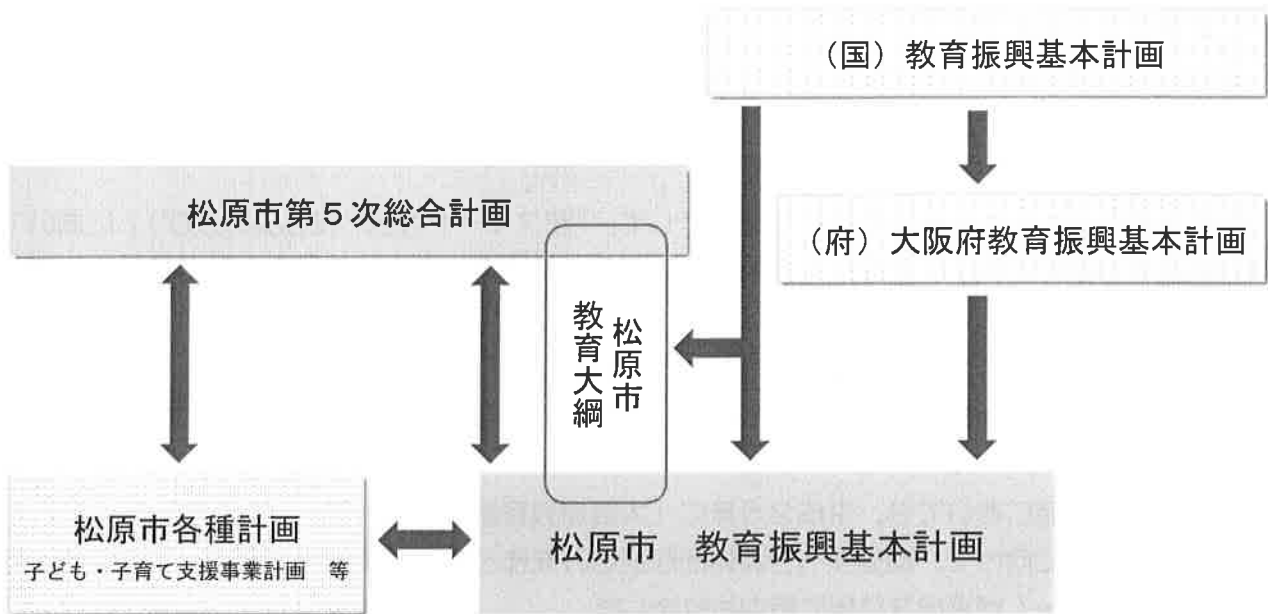 （国）教育振興基本計画
松原市第５次総合計画
（府）大阪府教育振興基本計画
松原市
教育大綱
松原市各種計画
子ども・子育て支援事業計画　等
松原市　教育振興基本計画